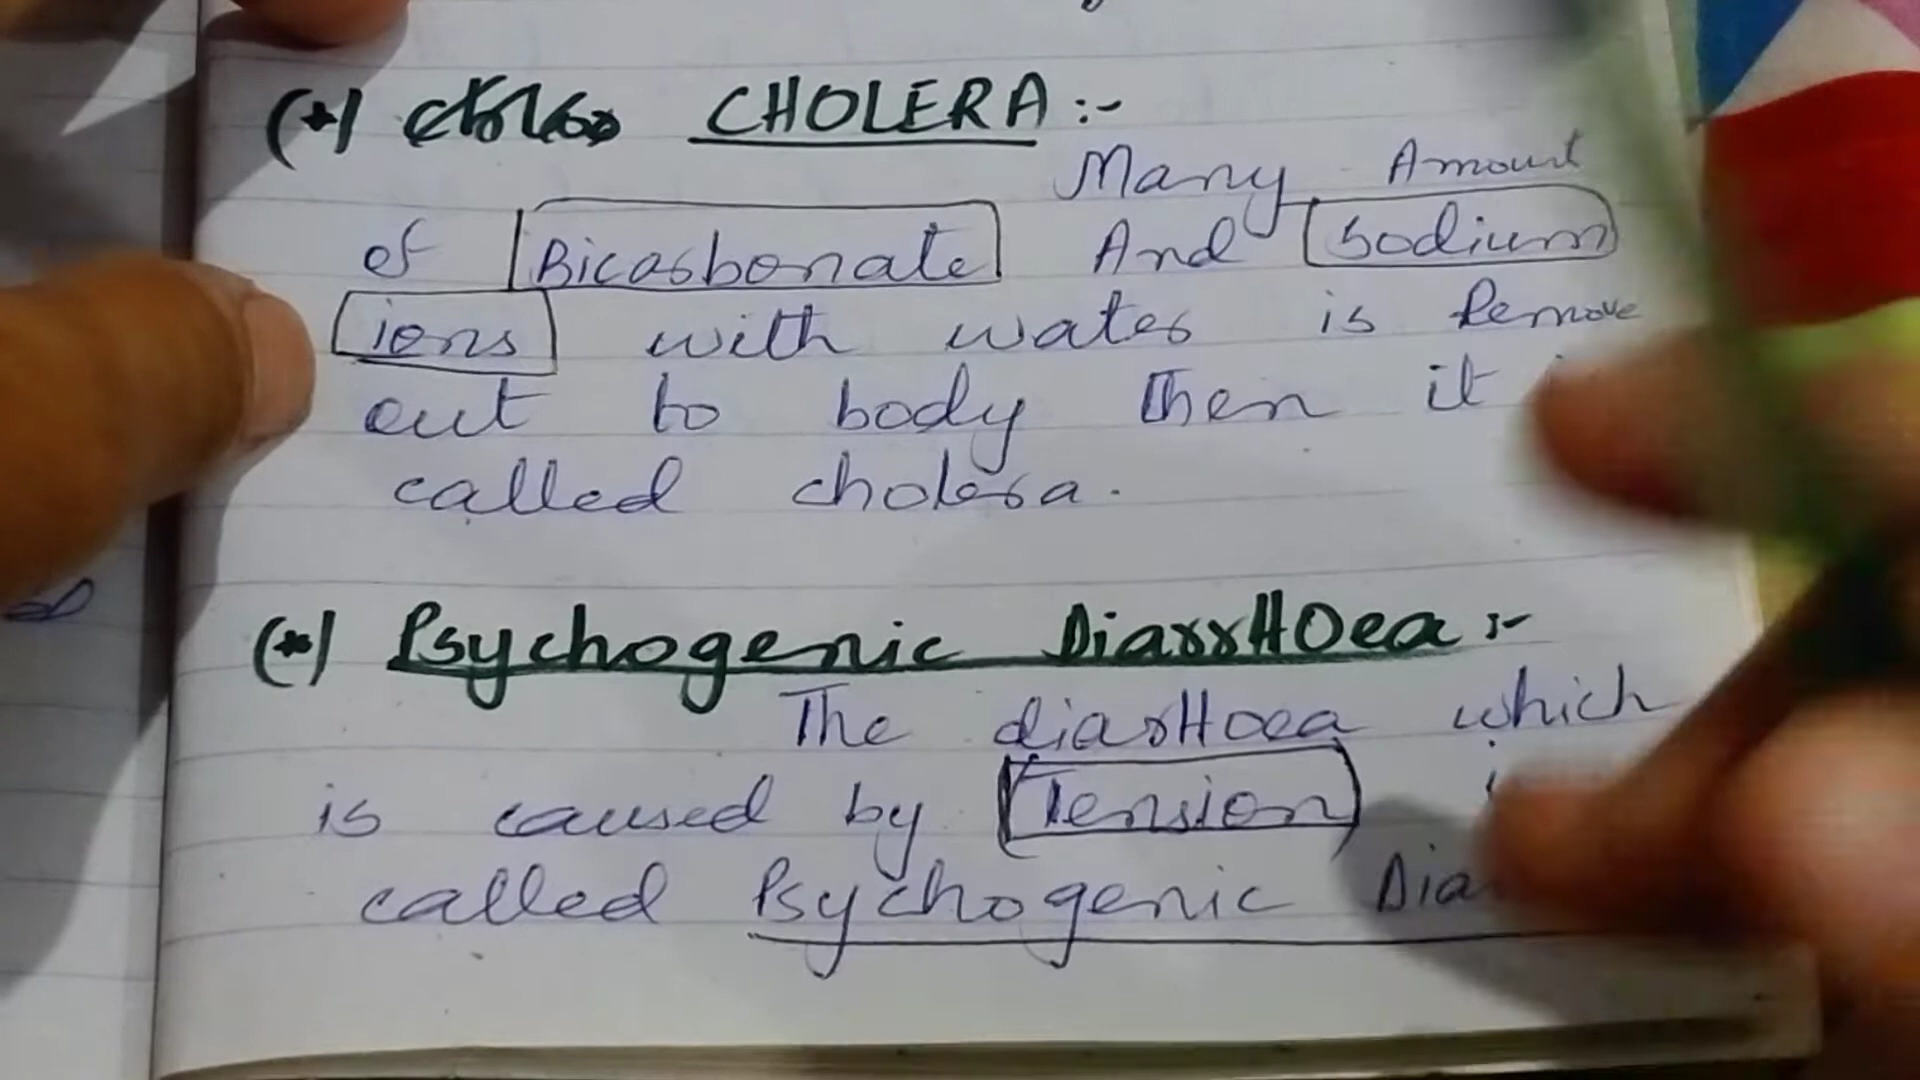 (*) CHOLERA :-
Many Amount
of Bicarbonate And Sodium
ions with water is Remove
out to body Then it
called cholera.
(*) Psychogenic DiarrHOea :-
The diarrHoea which
is caused by Tension
called Psychogenic Dia